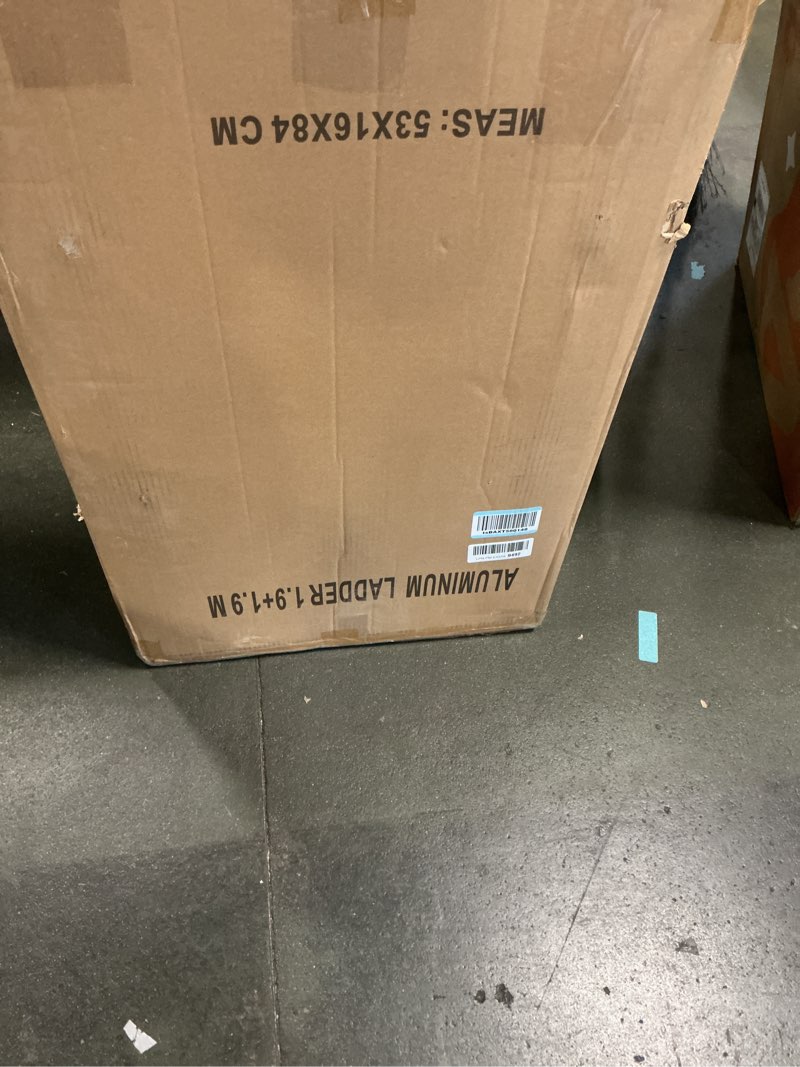 ALUMINUM LADDER 1.9+1.9 M
MEAS: 53X16X84 CM